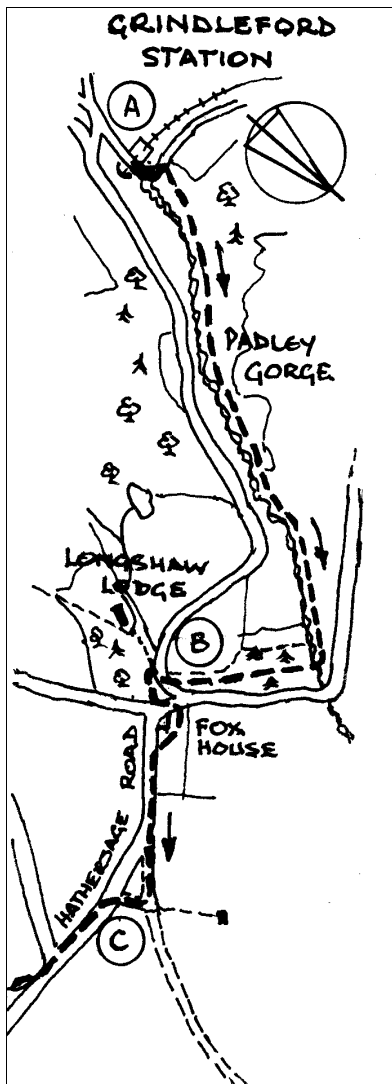 GRINDLEFORD
STATION
A
PADLEY
GORGE
LONGSHAW
LODGE
B
FOX
HOUSE
HATHERSAGE ROAD
C